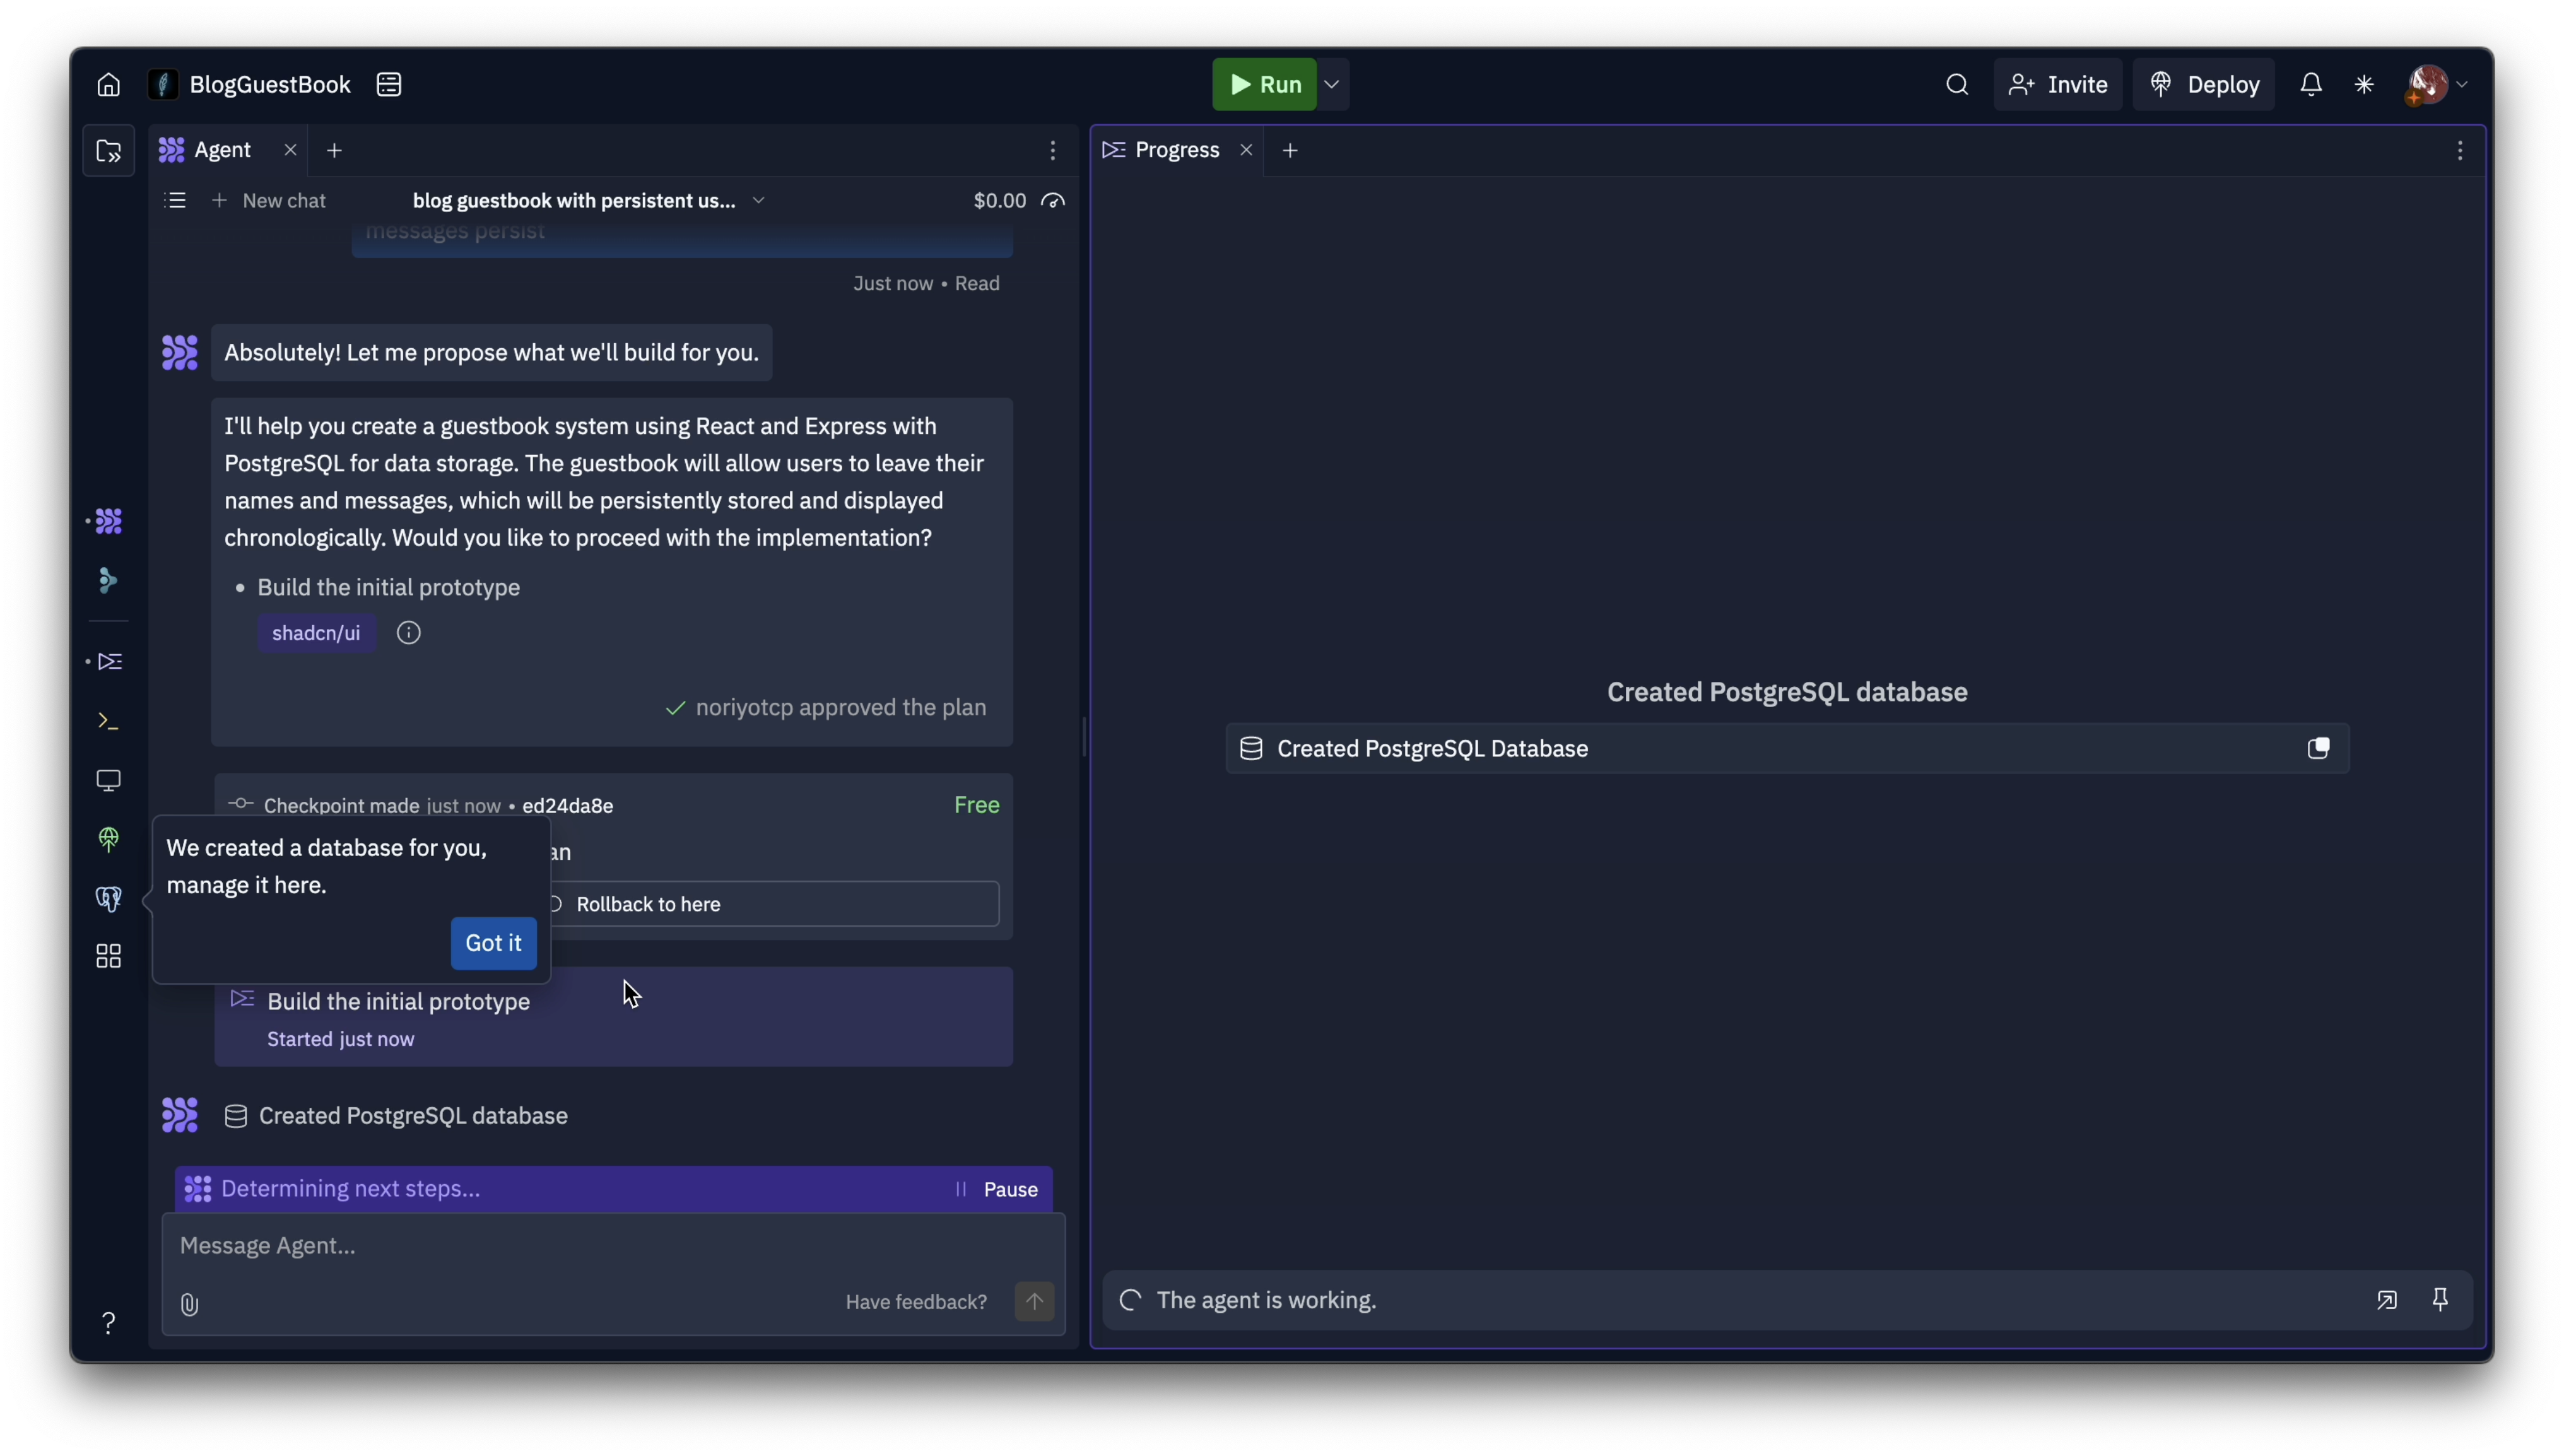 BlogGuestBook
Run
Invite
Deploy
Agent
New chat
blog guestbook with persistent us...
$0.00
messages persist
Just now • Read
Absolutely! Let me propose what we'll build for you.
I'll help you create a guestbook system using React and Express with
PostgreSQL for data storage. The guestbook will allow users to leave their
names and messages, which will be persistently stored and displayed
chronologically. Would you like to proceed with the implementation?
• Build the initial prototype
shadcn/ui
noriyotcp approved the plan
Checkpoint made just now • ed24da8e
Free
an
Rollback to here
We created a database for you,
manage it here.
Got it
Build the initial prototype
Started just now
Created PostgreSQL database
Determining next steps...
Pause
Message Agent...
Have feedback?
?
Progress
Created PostgreSQL database
Created PostgreSQL Database
The agent is working.